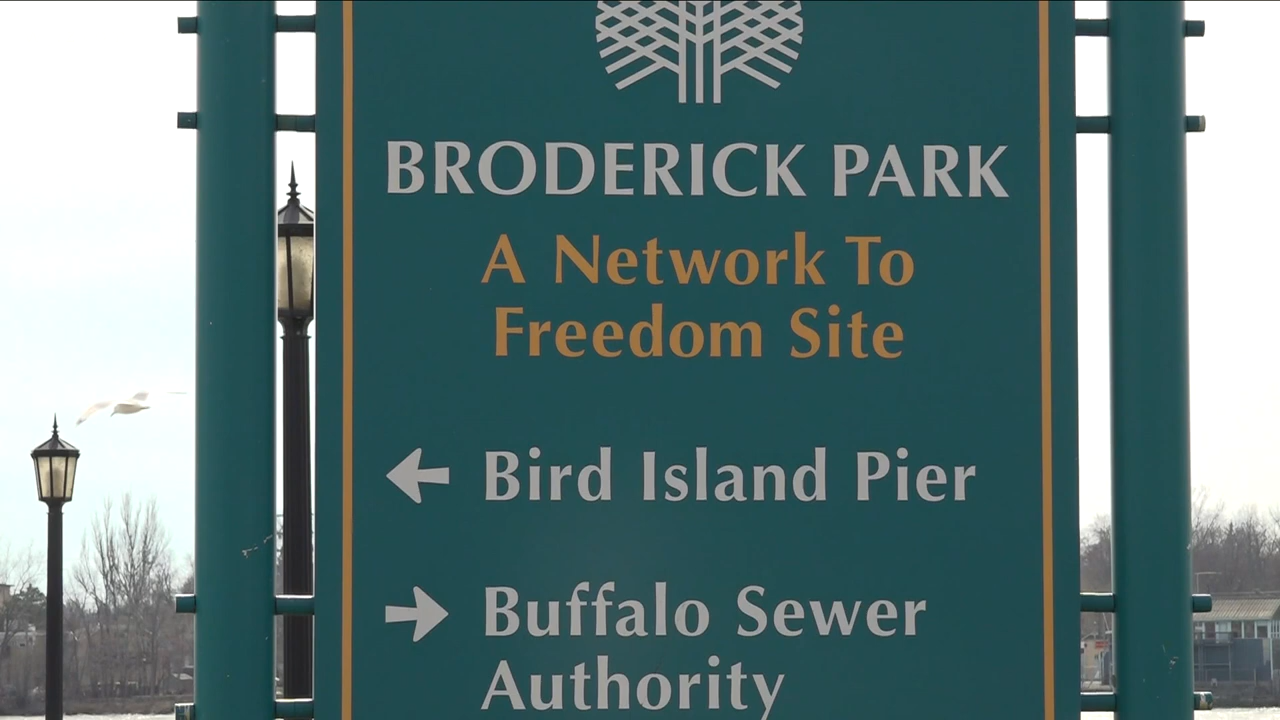 BRODERICK PARK
A Network To
Freedom Site
Bird Island Pier
Buffalo Sewer
Authority